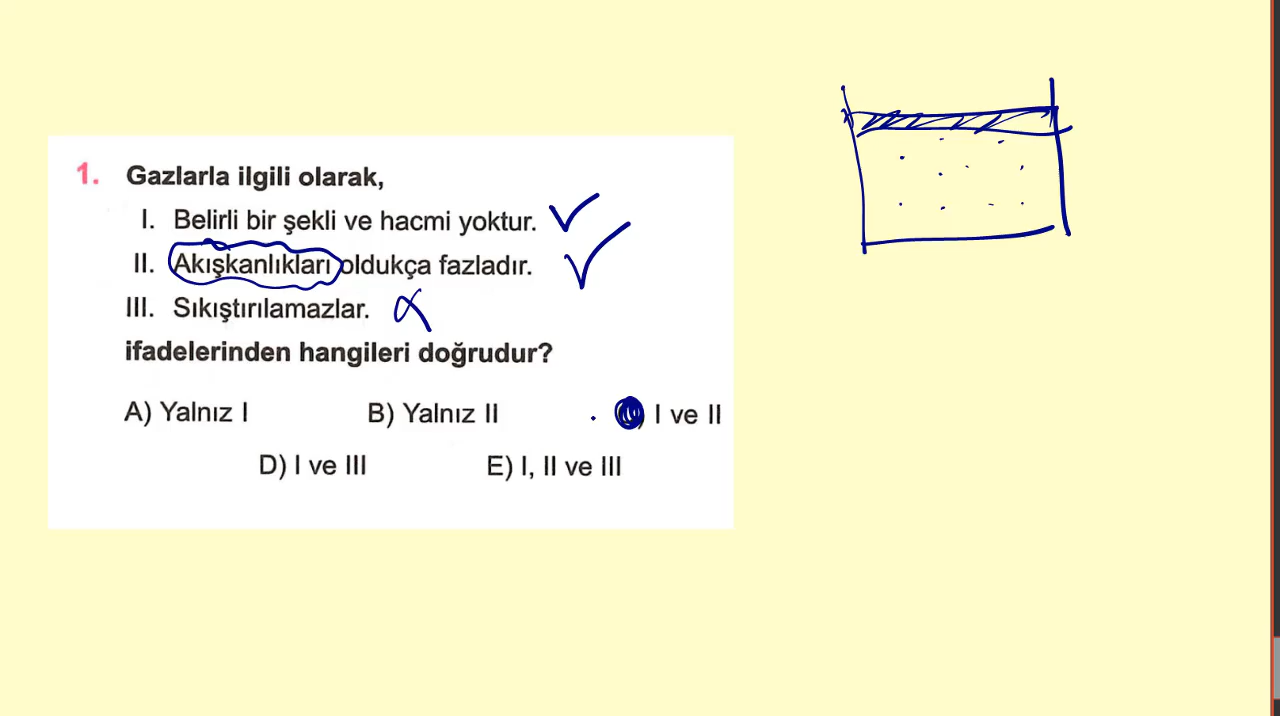 1. Gazlarla ilgili olarak,
I. Belirli bir şekli ve hacmi yoktur.
II. Akışkanlıkları oldukça fazladır.
III. Sıkıştırılamazlar.
ifadelerinden hangileri doğrudur?
A) Yalnız I B) Yalnız II ) I ve II
D) I ve III E) I, II ve III